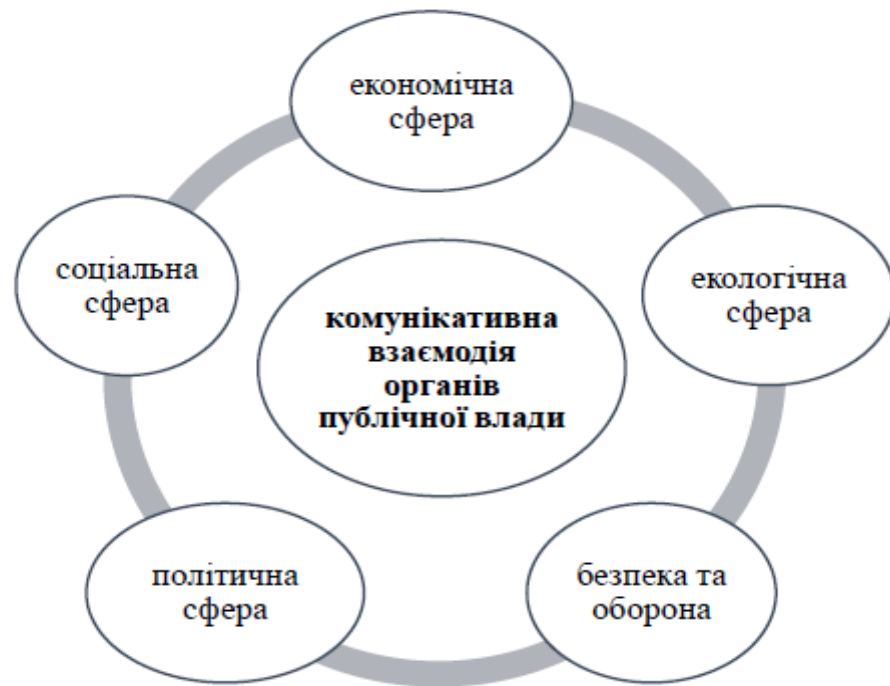 економічна
сфера
соціальна
сфера
екологічна
сфера
комунікативна
взаємодія
органів
публічної влади
політична
сфера
безпека та
оборона